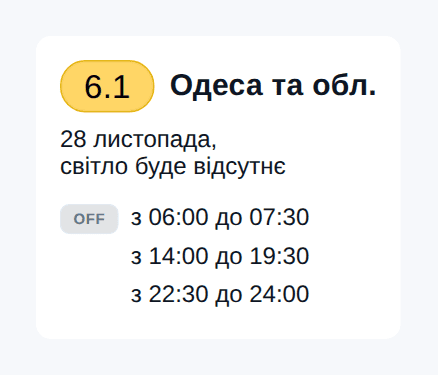 6.1 Одеса та обл.
28 листопада,
світло буде відсутнє
OFF з 06:00 до 07:30
з 14:00 до 19:30
з 22:30 до 24:00